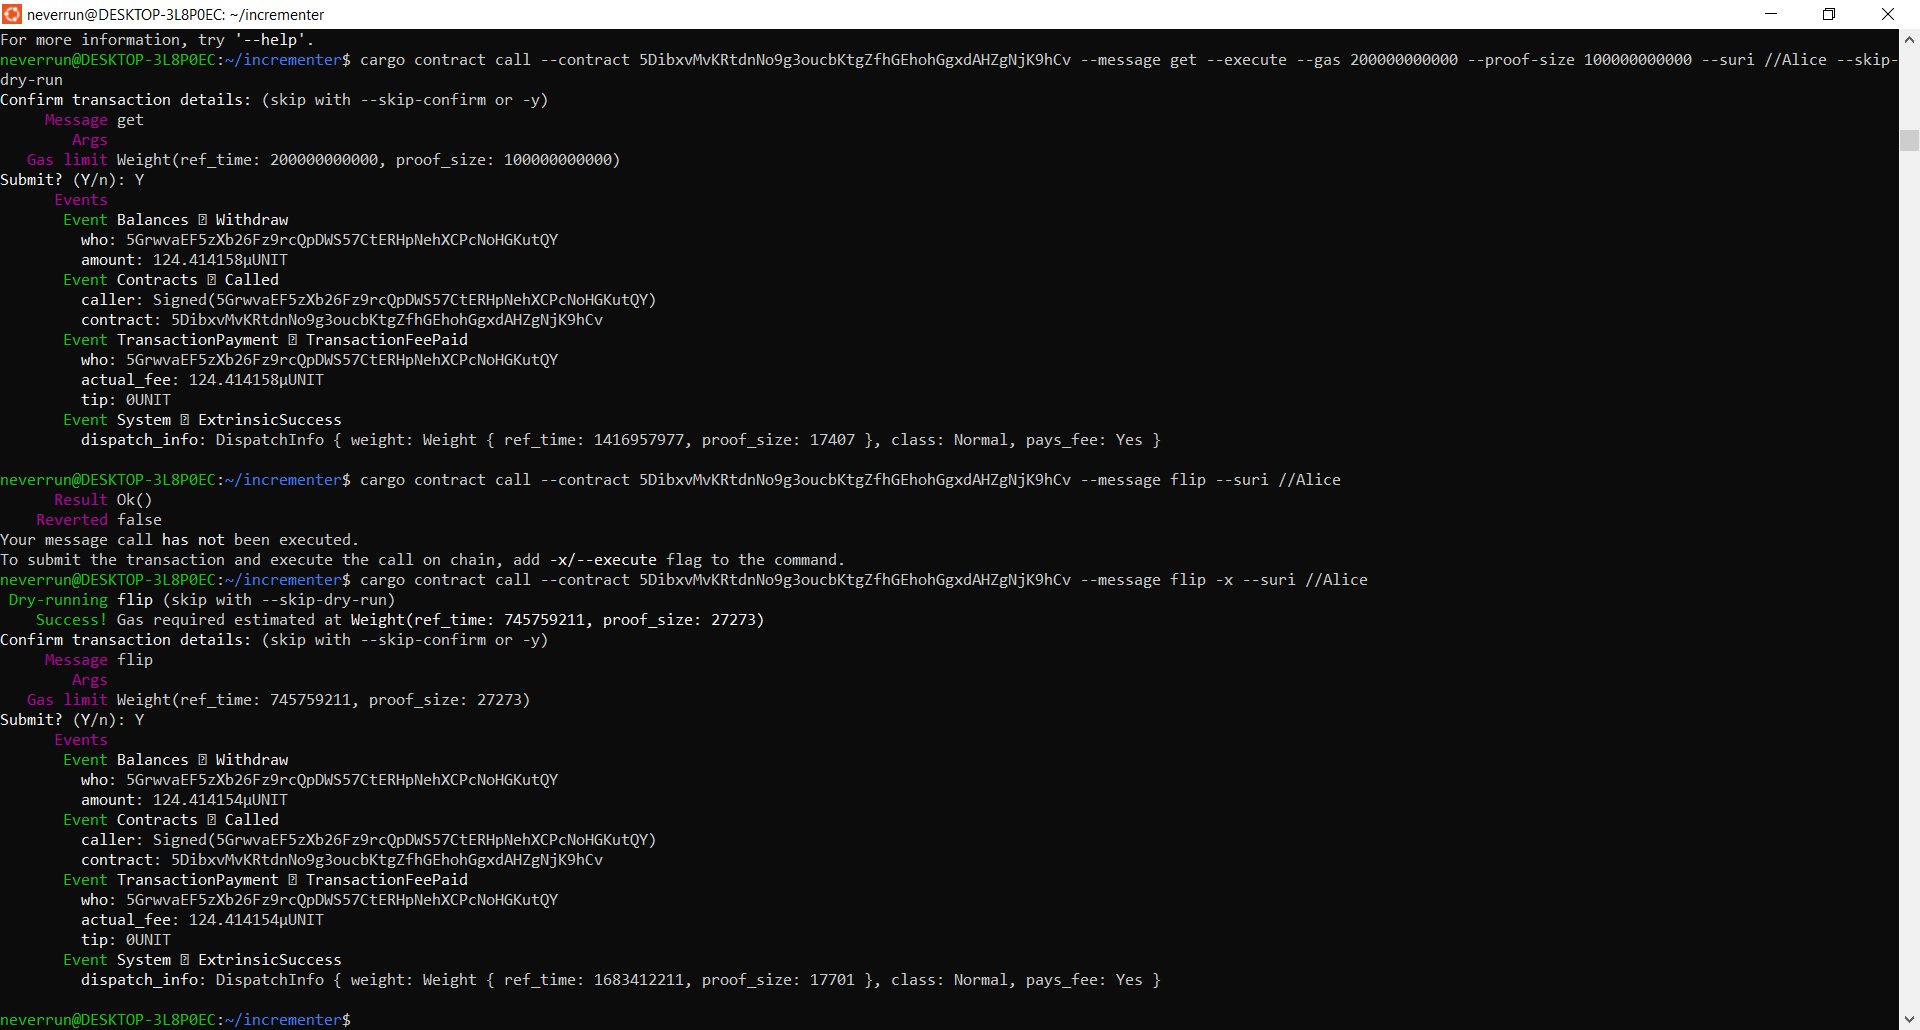 neverrun@DESKTOP-3L8P0EC: ~/incrementer
For more information, try '--help'.
neverrun@DESKTOP-3L8P0EC:~/incrementer$ cargo contract call --contract 5DibxvMvKRtdnNo9g3oucbKtgZfhGEhohGgxdAHZgNjK9hCv --message get --execute --gas 200000000000 --proof-size 100000000000 --suri //Alice --skip-
dry-run
Confirm transaction details: (skip with --skip-confirm or -y)
Message get
Args
Gas limit Weight(ref_time: 200000000000, proof_size: 100000000000)
Submit? (Y/n): Y
Events
Event Balances ⍰ Withdraw
who: 5GrwvaEF5zXb26Fz9rcQpDWS57CtERHpNehXCPcNoHGKutQY
amount: 124.414158μUNIT
Event Contracts ⍰ Called
caller: Signed(5GrwvaEF5zXb26Fz9rcQpDWS57CtERHpNehXCPcNoHGKutQY)
contract: 5DibxvMvKRtdnNo9g3oucbKtgZfhGEhohGgxdAHZgNjK9hCv
Event TransactionPayment ⍰ TransactionFeePaid
who: 5GrwvaEF5zXb26Fz9rcQpDWS57CtERHpNehXCPcNoHGKutQY
actual_fee: 124.414158μUNIT
tip: 0UNIT
Event System ⍰ ExtrinsicSuccess
dispatch_info: DispatchInfo { weight: Weight { ref_time: 1416957977, proof_size: 17407 }, class: Normal, pays_fee: Yes }
neverrun@DESKTOP-3L8P0EC:~/incrementer$ cargo contract call --contract 5DibxvMvKRtdnNo9g3oucbKtgZfhGEhohGgxdAHZgNjK9hCv --message flip --suri //Alice
Result Ok()
Reverted false
Your message call has not been executed.
To submit the transaction and execute the call on chain, add -x/--execute flag to the command.
neverrun@DESKTOP-3L8P0EC:~/incrementer$ cargo contract call --contract 5DibxvMvKRtdnNo9g3oucbKtgZfhGEhohGgxdAHZgNjK9hCv --message flip -x --suri //Alice
Dry-running flip (skip with --skip-dry-run)
Success! Gas required estimated at Weight(ref_time: 745759211, proof_size: 27273)
Confirm transaction details: (skip with --skip-confirm or -y)
Message flip
Args
Gas limit Weight(ref_time: 745759211, proof_size: 27273)
Submit? (Y/n): Y
Events
Event Balances ⍰ Withdraw
who: 5GrwvaEF5zXb26Fz9rcQpDWS57CtERHpNehXCPcNoHGKutQY
amount: 124.414154μUNIT
Event Contracts ⍰ Called
caller: Signed(5GrwvaEF5zXb26Fz9rcQpDWS57CtERHpNehXCPcNoHGKutQY)
contract: 5DibxvMvKRtdnNo9g3oucbKtgZfhGEhohGgxdAHZgNjK9hCv
Event TransactionPayment ⍰ TransactionFeePaid
who: 5GrwvaEF5zXb26Fz9rcQpDWS57CtERHpNehXCPcNoHGKutQY
actual_fee: 124.414154μUNIT
tip: 0UNIT
Event System ⍰ ExtrinsicSuccess
dispatch_info: DispatchInfo { weight: Weight { ref_time: 1683412211, proof_size: 17701 }, class: Normal, pays_fee: Yes }
neverrun@DESKTOP-3L8P0EC:~/incrementer$